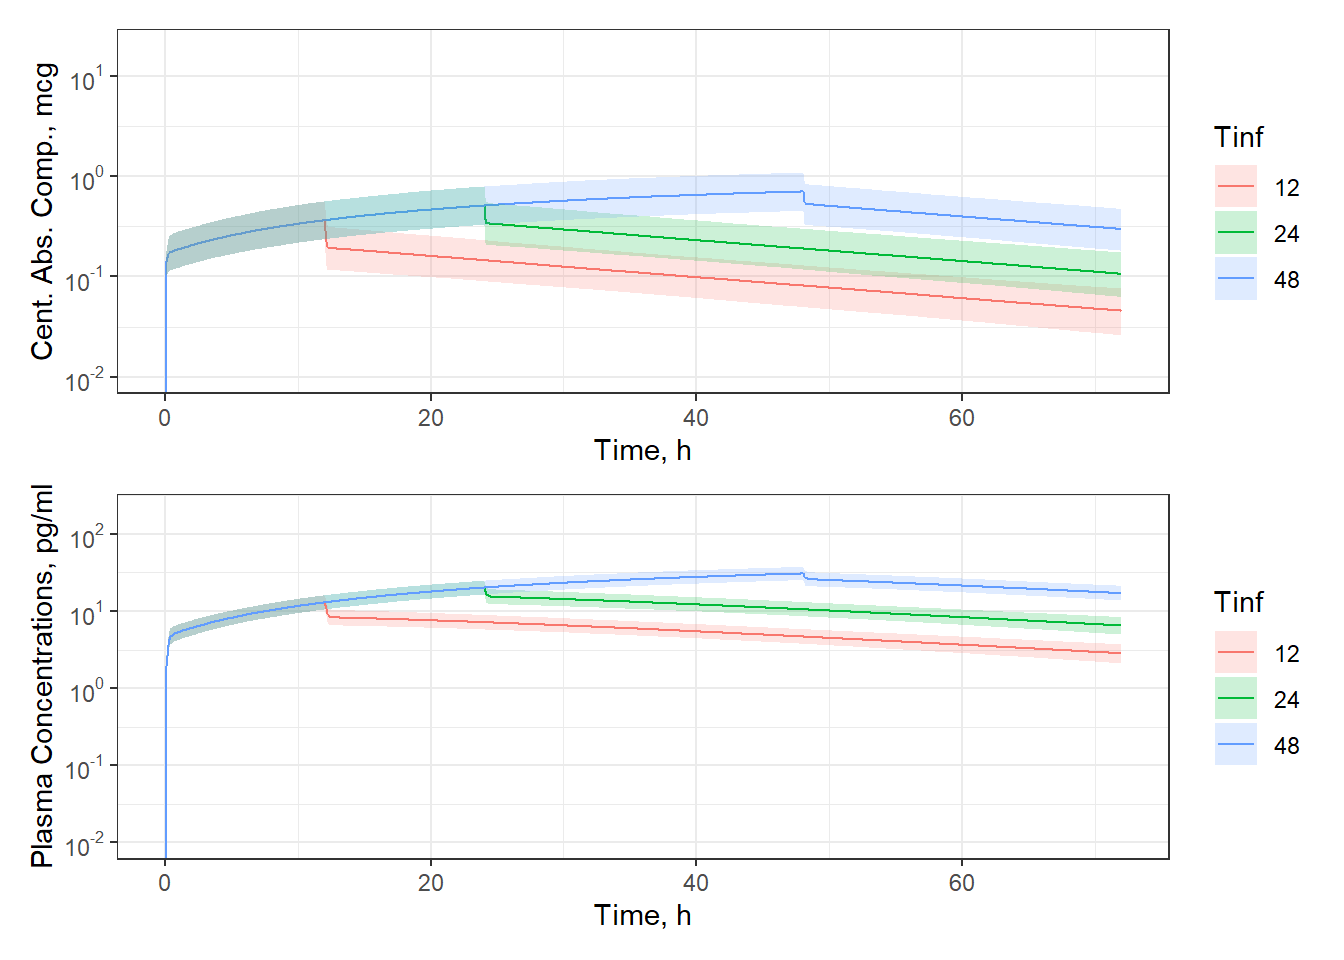 Cent. Abs. Comp., mcg
10^1
10^0
10^-1
10^-2
0 20 40 60
Time, h
Tinf
12
24
48
Plasma Concentrations, pg/ml
10^2
10^1
10^0
10^-1
10^-2
0 20 40 60
Time, h
Tinf
12
24
48